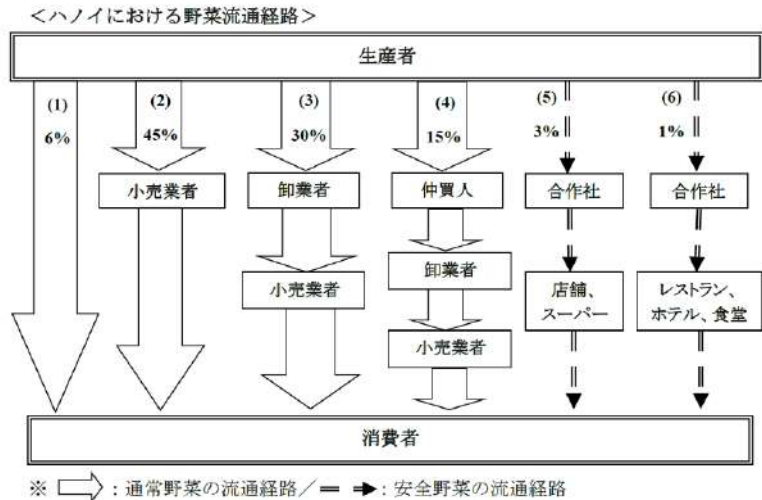 ＜ハノイにおける野菜流通経路＞
生産者
(1)
6%
(2)
45%
(3)
30%
(4)
15%
(5)
3%
(6)
1%
小売業者
卸業者
仲買人
合作社
合作社
卸業者
小売業者
店舗、
スーパー
レストラン、
ホテル、食堂
小売業者
消費者
※ ⇨：通常野菜の流通経路／＝ ➡：安全野菜の流通経路